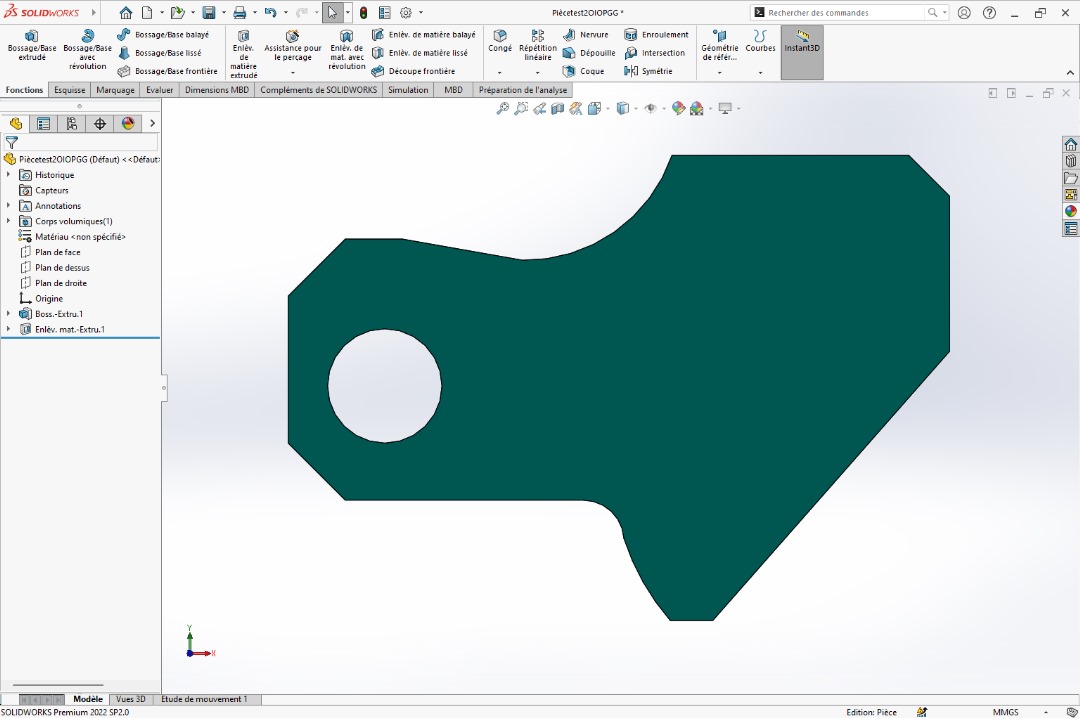 SOLIDWORKS
Piècetest2OIOPGG *
Rechercher des commandes
Bossage/Base extrudé
Bossage/Base avec révolution
Bossage/Base balayé
Bossage/Base lissé
Bossage/Base frontière
Enlèv. de matière extrudé
Assistance pour le perçage
Enlèv. de mat. avec révolution
Enlèv. de matière balayé
Enlèv. de matière lissé
Découpe frontière
Congé
Répétition linéaire
Nervure
Dépouille
Coque
Enroulement
Intersection
Symétrie
Géométrie de référ...
Courbes
Instant3D
Fonctions
Esquisse
Marquage
Evaluer
Dimensions MBD
Compléments de SOLIDWORKS
Simulation
MBD
Préparation de l'analyse
Piècetest2OIOPGG (Défaut) <<Défaut>
Historique
Capteurs
Annotations
Corps volumiques(1)
Matériau <non spécifié>
Plan de face
Plan de dessus
Plan de droite
Origine
Boss.-Extru.1
Enlèv. mat.-Extru.1
Y
X
Modèle
Vues 3D
Etude de mouvement 1
SOLIDWORKS Premium 2022 SP2.0
Edition: Pièce
MMGS